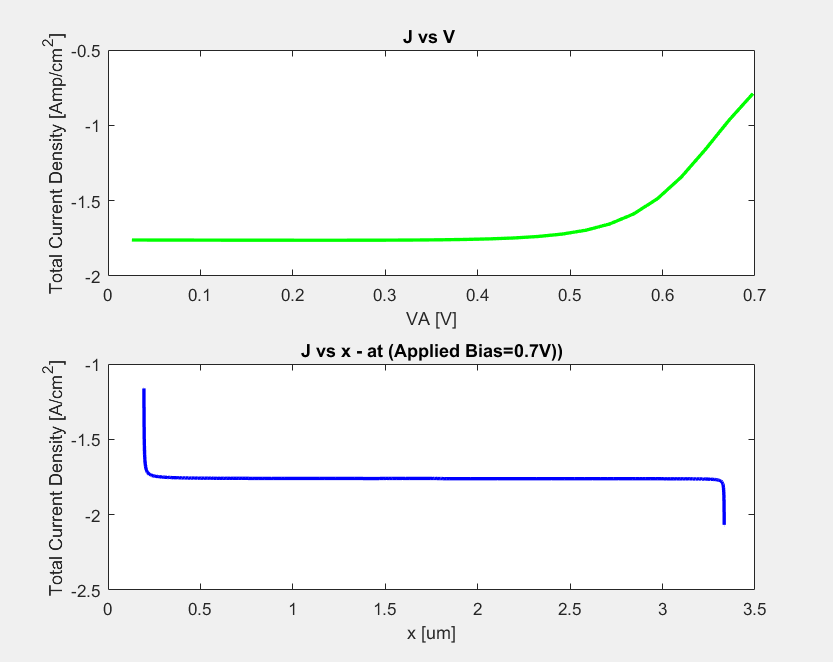 J vs V
Total Current Density [Amp/cm2]
-0.5
-1
-1.5
-2
0 0.1 0.2 0.3 0.4 0.5 0.6 0.7
VA [V]
J vs x - at (Applied Bias=0.7V))
Total Current Density [A/cm2]
-1
-1.5
-2
-2.5
0 0.5 1 1.5 2 2.5 3 3.5
x [um]